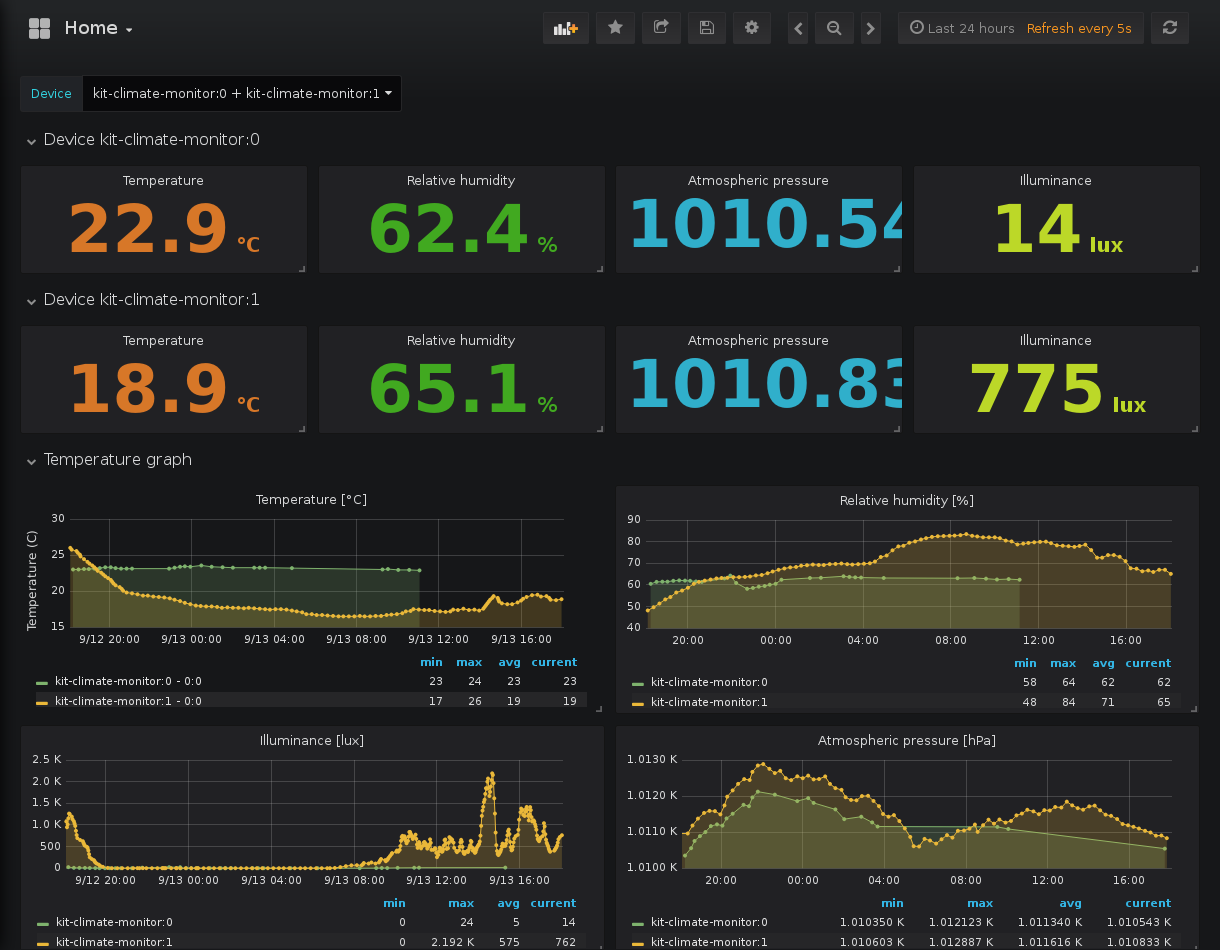 Home
Last 24 hours Refresh every 5s
Device kit-climate-monitor:0 + kit-climate-monitor:1
Device kit-climate-monitor:0
Temperature Relative humidity Atmospheric pressure Illuminance
22.9 °C 62.4 % 1010.54 14 lux
Device kit-climate-monitor:1
Temperature Relative humidity Atmospheric pressure Illuminance
18.9 °C 65.1 % 1010.83 775 lux
Temperature graph
Temperature [°C]
Temperature (C)
30
25
20
15
9/12 20:00 9/13 00:00 9/13 04:00 9/13 08:00 9/13 12:00 9/13 16:00
min max avg current
kit-climate-monitor:0 - 0:0 23 24 23 23
kit-climate-monitor:1 - 0:0 17 26 19 19
Relative humidity [%]
90
80
70
60
50
40
20:00 00:00 04:00 08:00 12:00 16:00
min max avg current
kit-climate-monitor:0 58 64 62 62
kit-climate-monitor:1 48 84 71 65
Illuminance [lux]
2.5 K
2.0 K
1.5 K
1.0 K
500
0
9/12 20:00 9/13 00:00 9/13 04:00 9/13 08:00 9/13 12:00 9/13 16:00
min max avg current
kit-climate-monitor:0 0 24 5 14
kit-climate-monitor:1 0 2.192 K 575 762
Atmospheric pressure [hPa]
1.0130 K
1.0120 K
1.0110 K
1.0100 K
20:00 00:00 04:00 08:00 12:00 16:00
min max avg current
kit-climate-monitor:0 1.010350 K 1.012123 K 1.011340 K 1.010543 K
kit-climate-monitor:1 1.010603 K 1.012887 K 1.011616 K 1.010833 K